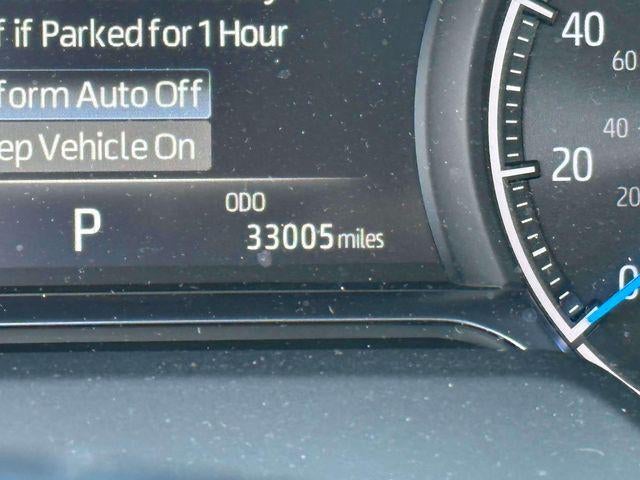 f if Parked for 1 Hour
form Auto Off
ep Vehicle On
P
ODO
33005 miles
40
60
40
20
20
0